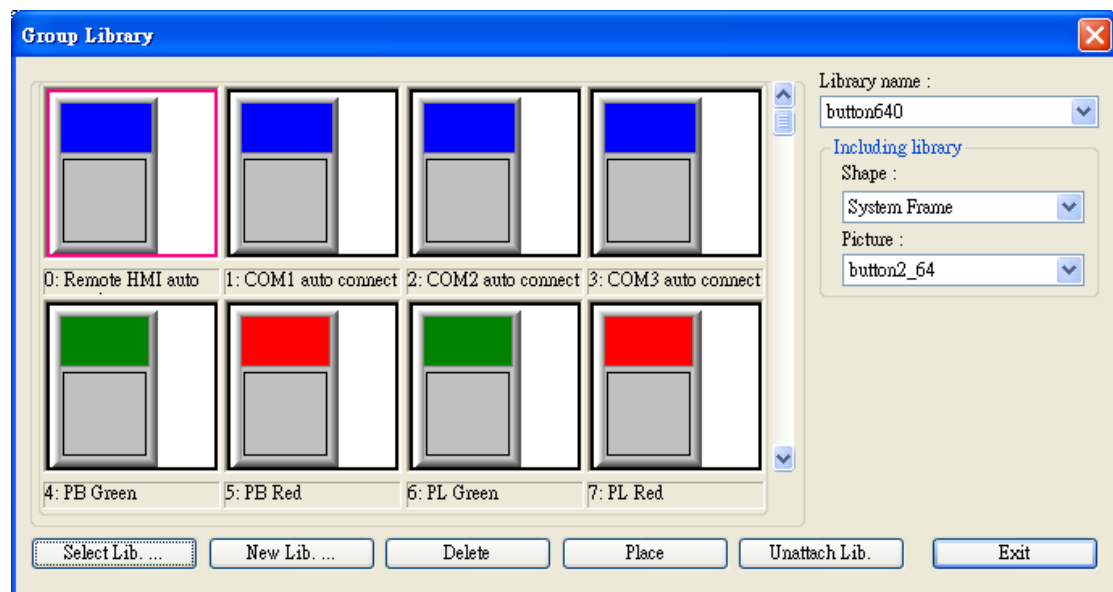 Group Library
Library name :
button640
Including library
Shape :
System Frame
Picture :
button2_64
0: Remote HMI auto
1: COM1 auto connect
2: COM2 auto connect
3: COM3 auto connect
4: PB Green
5: PB Red
6: PL Green
7: PL Red
Select Lib. ...
New Lib. ...
Delete
Place
Unattach Lib.
Exit